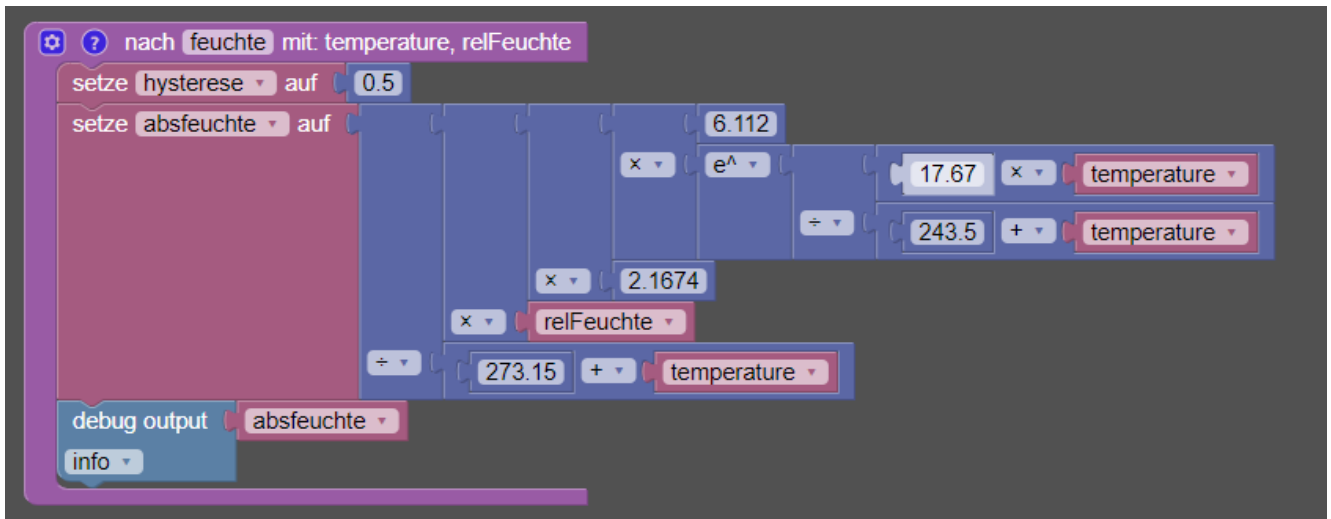 ? nach feuchte mit: temperature, relFeuchte
setze hysterese auf 0.5
setze absfeuchte auf 6.112
× e^ 17.67 × temperature
÷ 243.5 + temperature
× 2.1674
× relFeuchte
÷ 273.15 + temperature
debug output absfeuchte
info